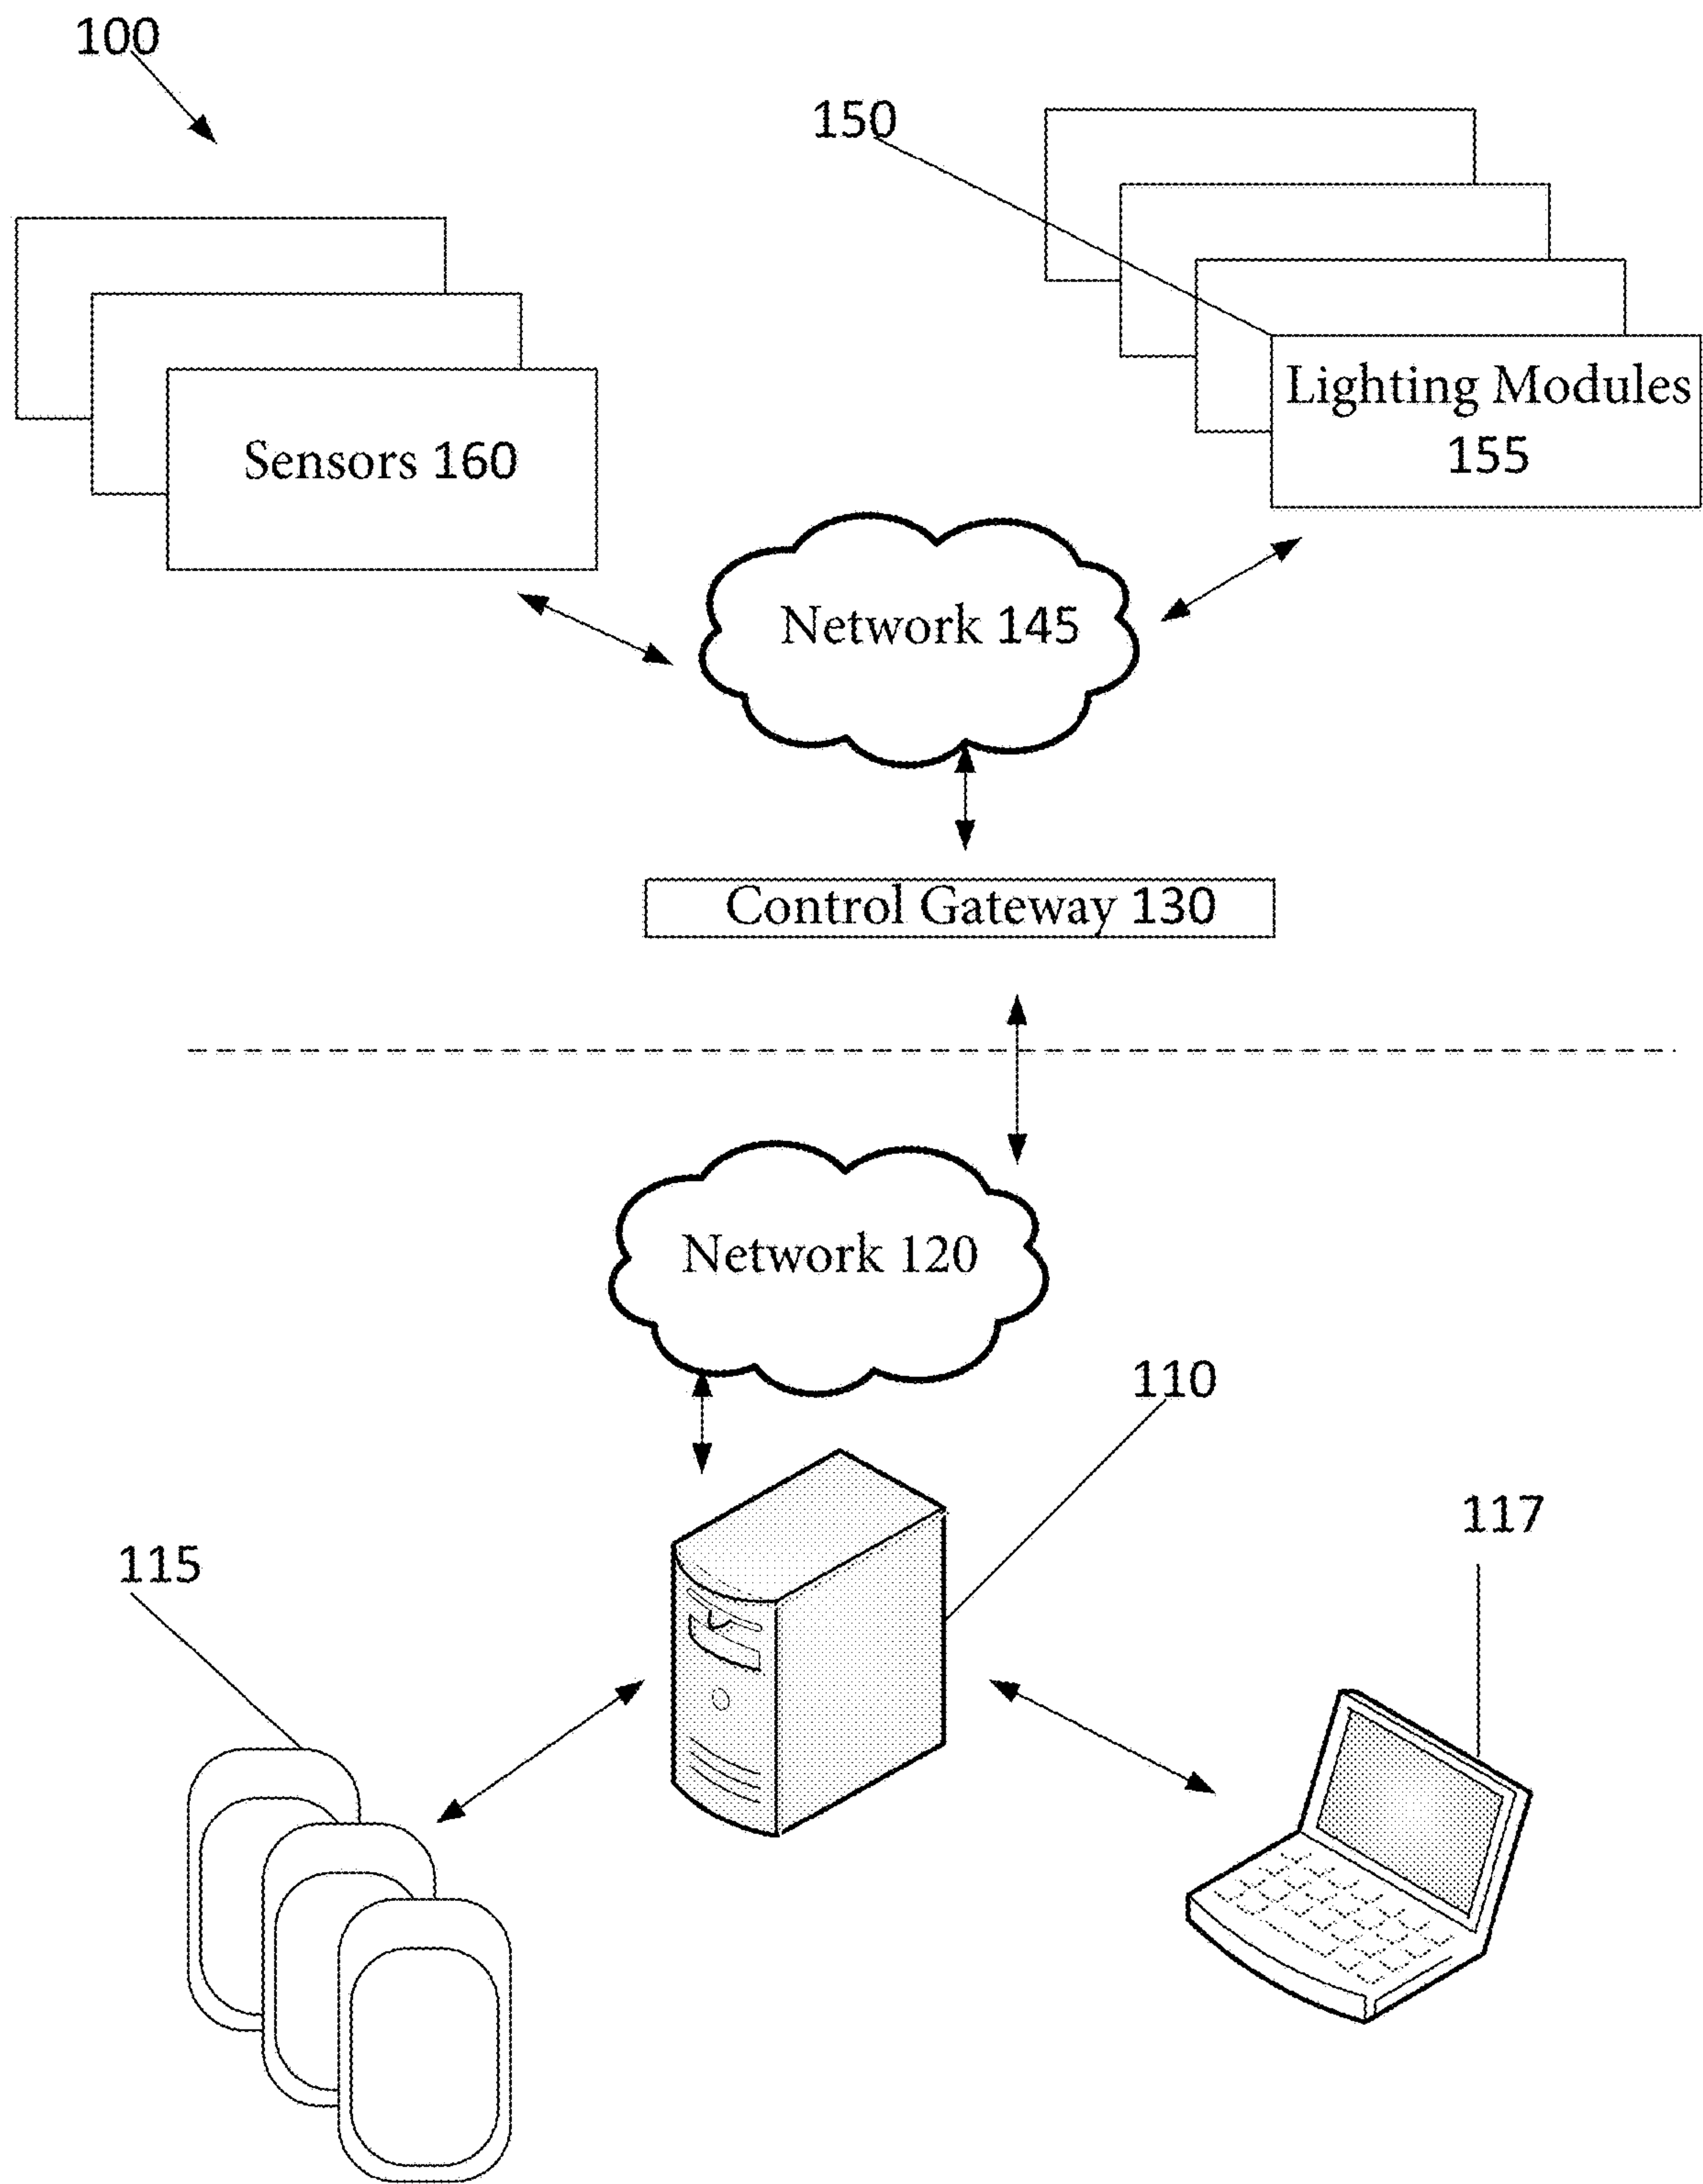 100
150
Lighting Modules
155
Sensors 160
Network 145
Control Gateway 130
Network 120
110
117
115